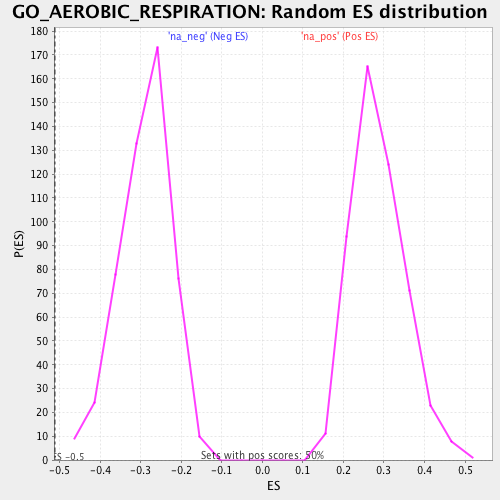 GO_AEROBIC_RESPIRATION: Random ES distribution
'na_neg' (Neg ES)
'na_pos' (Pos ES)
180
170
160
150
140
130
120
110
100
90
80
70
60
50
40
30
20
10
0
P(ES)
ES -0.5
Sets with pos scores: 50%
-0.5 -0.4 -0.3 -0.2 -0.1 0.0 0.1 0.2 0.3 0.4 0.5
ES